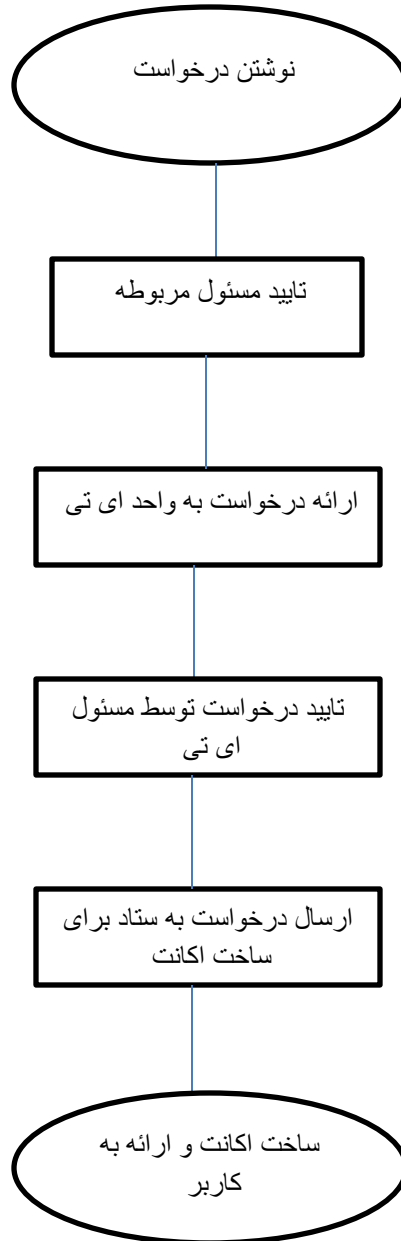 نوشتن درخواست
تایید مسئول مربوطه
ارائه درخواست به واحد ای تی
تایید درخواست توسط مسئول
ای تی
ارسال درخواست به ستاد برای
ساخت اکانت
ساخت اکانت و ارائه به
کاربر